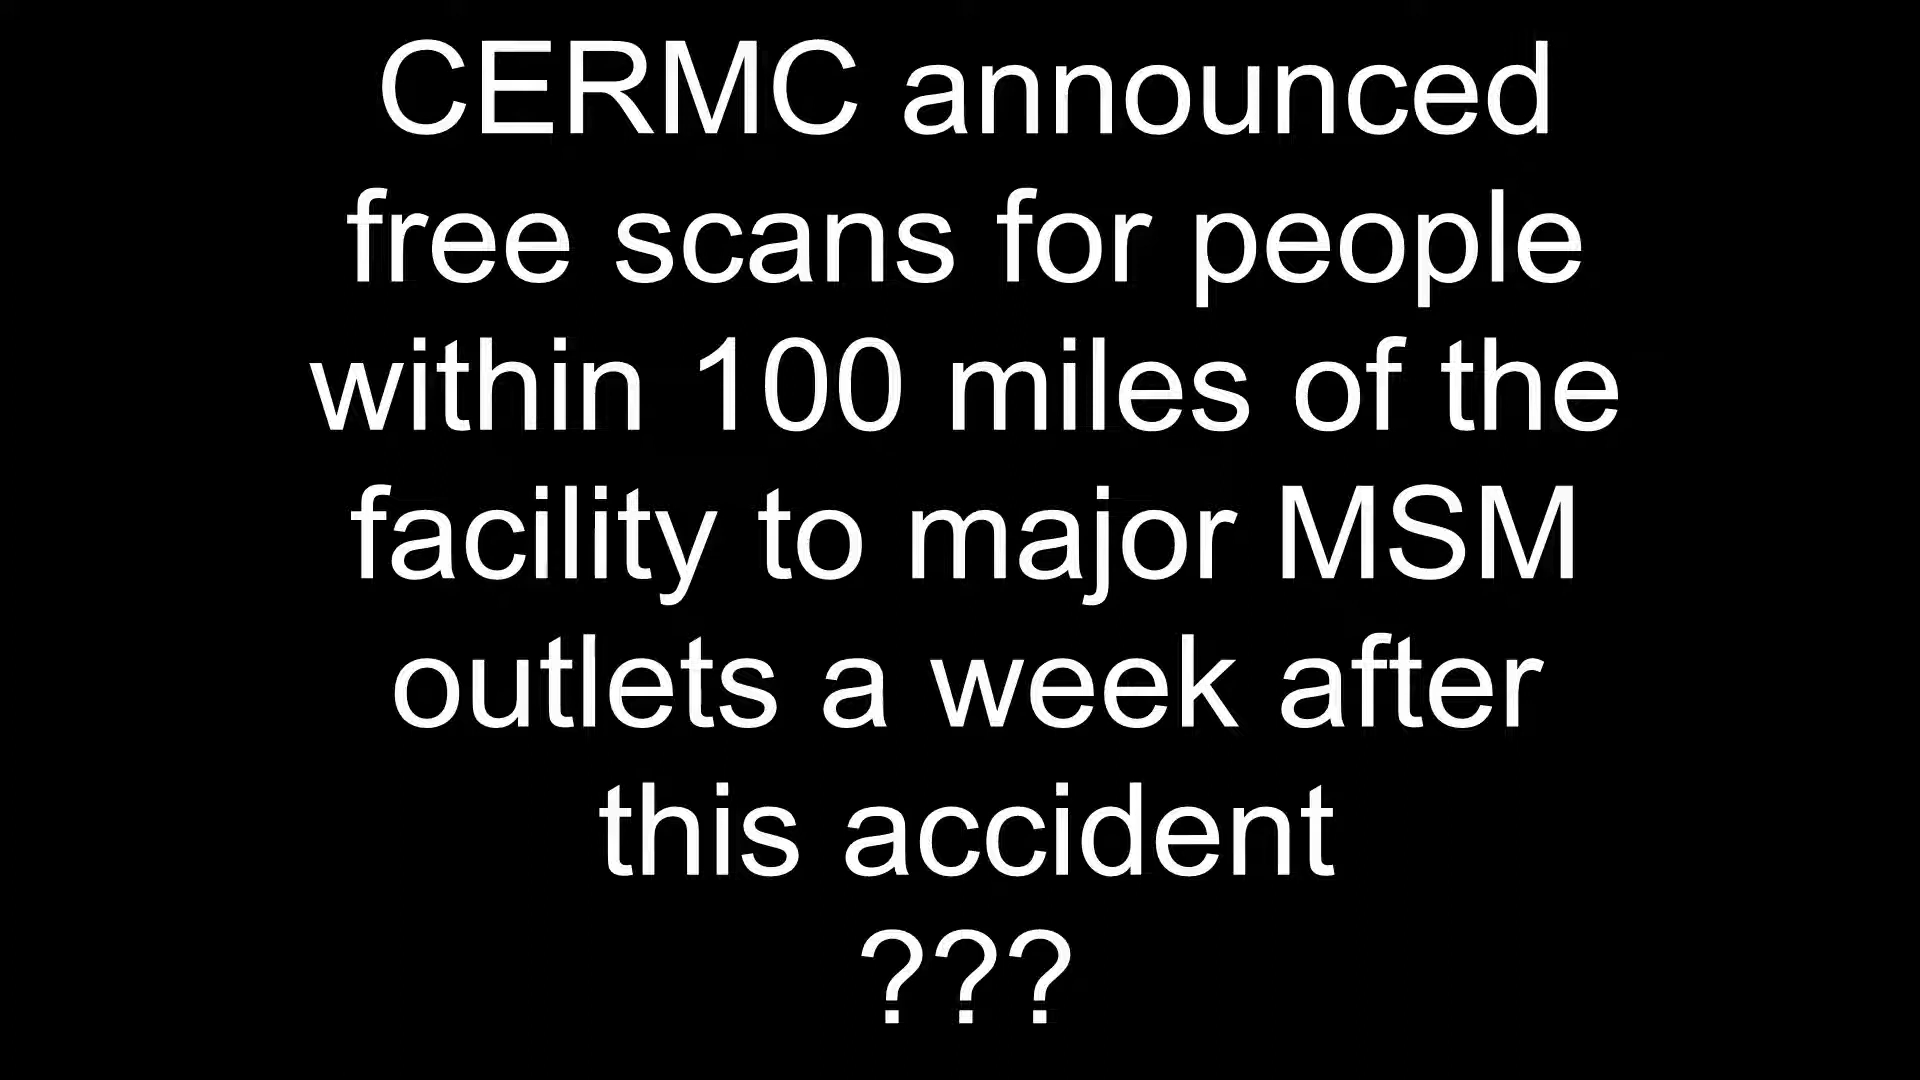 CERMC announced
free scans for people
within 100 miles of the
facility to major MSM
outlets a week after
this accident
???